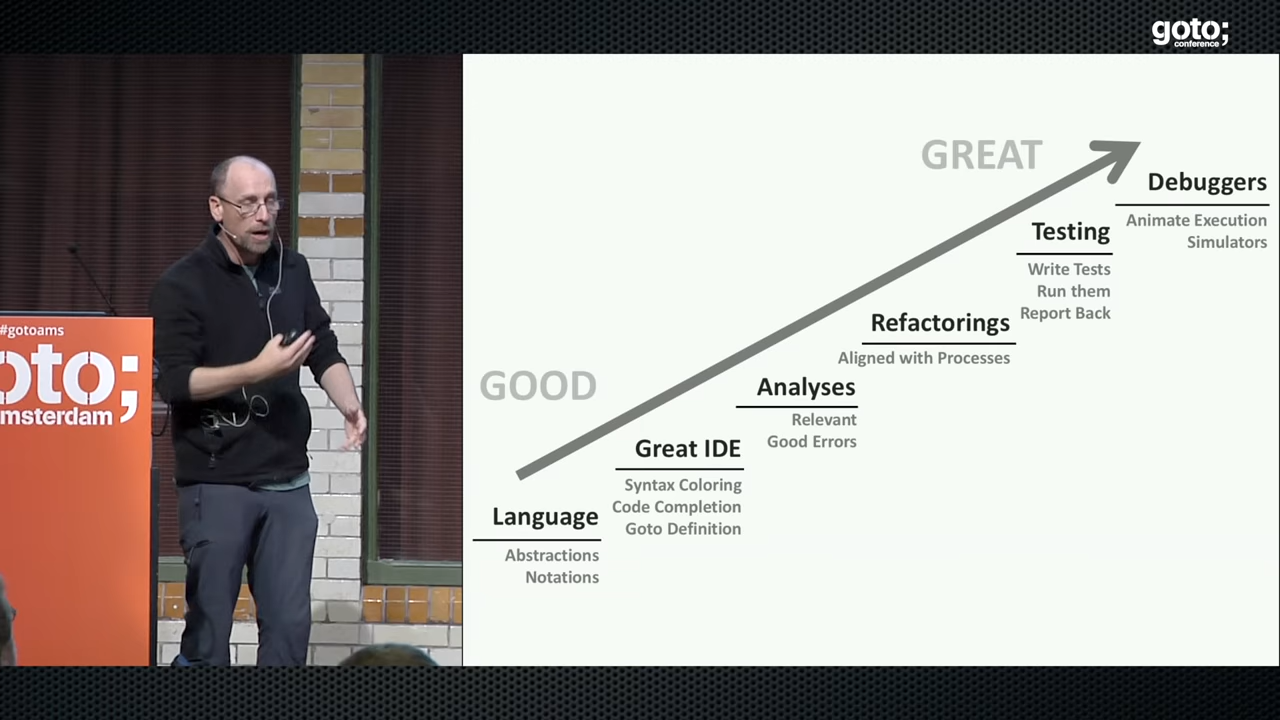 goto;
conference
#gotoams
oto;
msterdam
GOOD
GREAT
Language
Abstractions
Notations
Great IDE
Syntax Coloring
Code Completion
Goto Definition
Analyses
Relevant
Good Errors
Refactorings
Aligned with Processes
Testing
Write Tests
Run them
Report Back
Debuggers
Animate Execution
Simulators